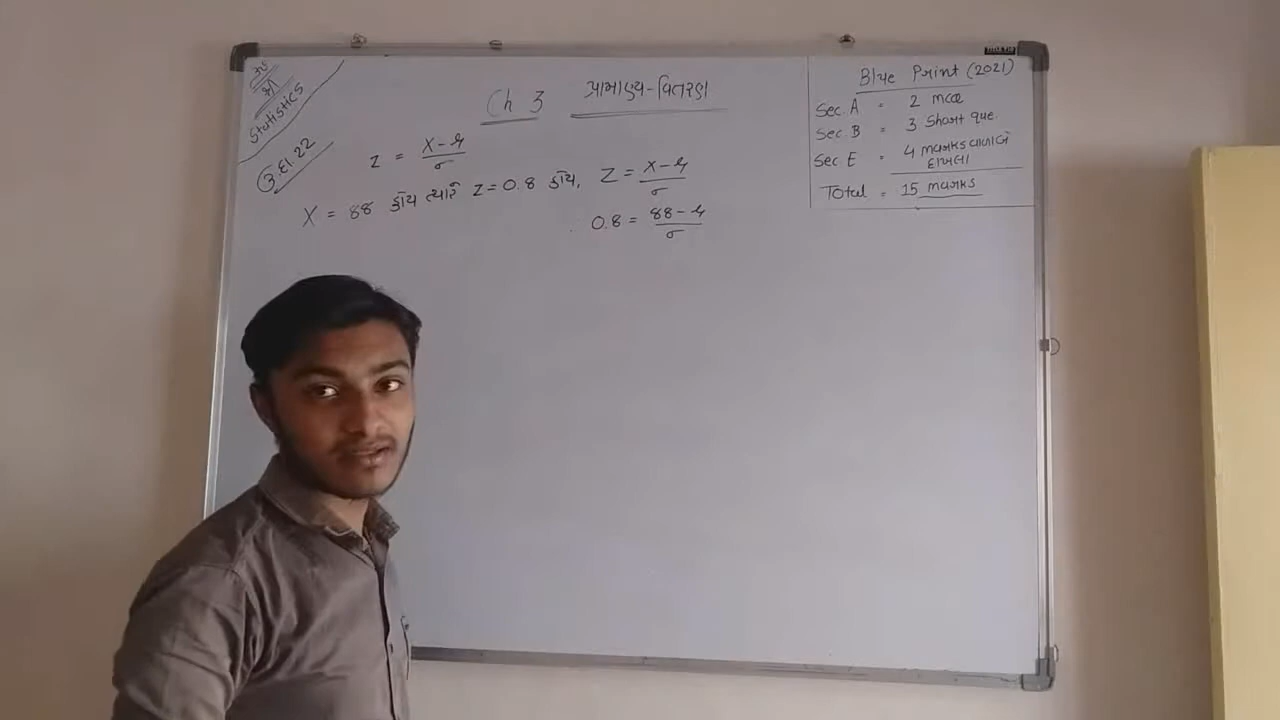 Statistics
ઉદા.22
Ch 3 પ્રામાણ્ય-વિતરણ
Z = X-μ / σ
X = 88 હોય ત્યારે Z=0.8 હોય, Z = X-μ / σ
∴ 0.8 = 88-μ / σ
Blue Print (2021)
Sec. A = 2 mcq
Sec. B = 3 Short que.
Sec E = 4 marks વાળા બે
દાખલા
Total = 15 marks